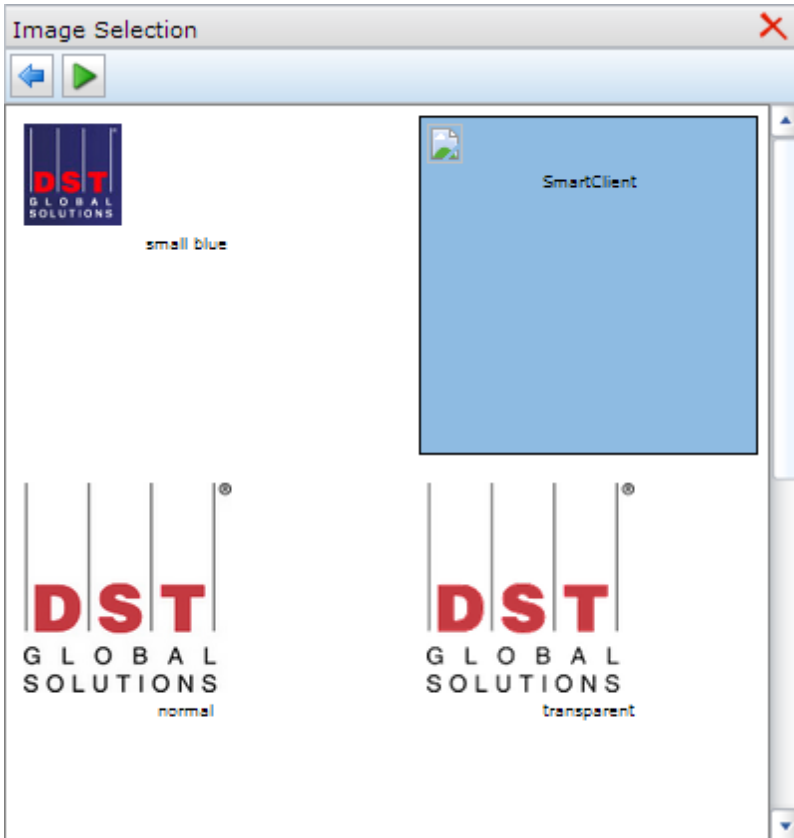 Image Selection
DST
GLOBAL
SOLUTIONS
small blue
SmartClient
®
DST
GLOBAL
SOLUTIONS
normal
®
DST
GLOBAL
SOLUTIONS
transparent